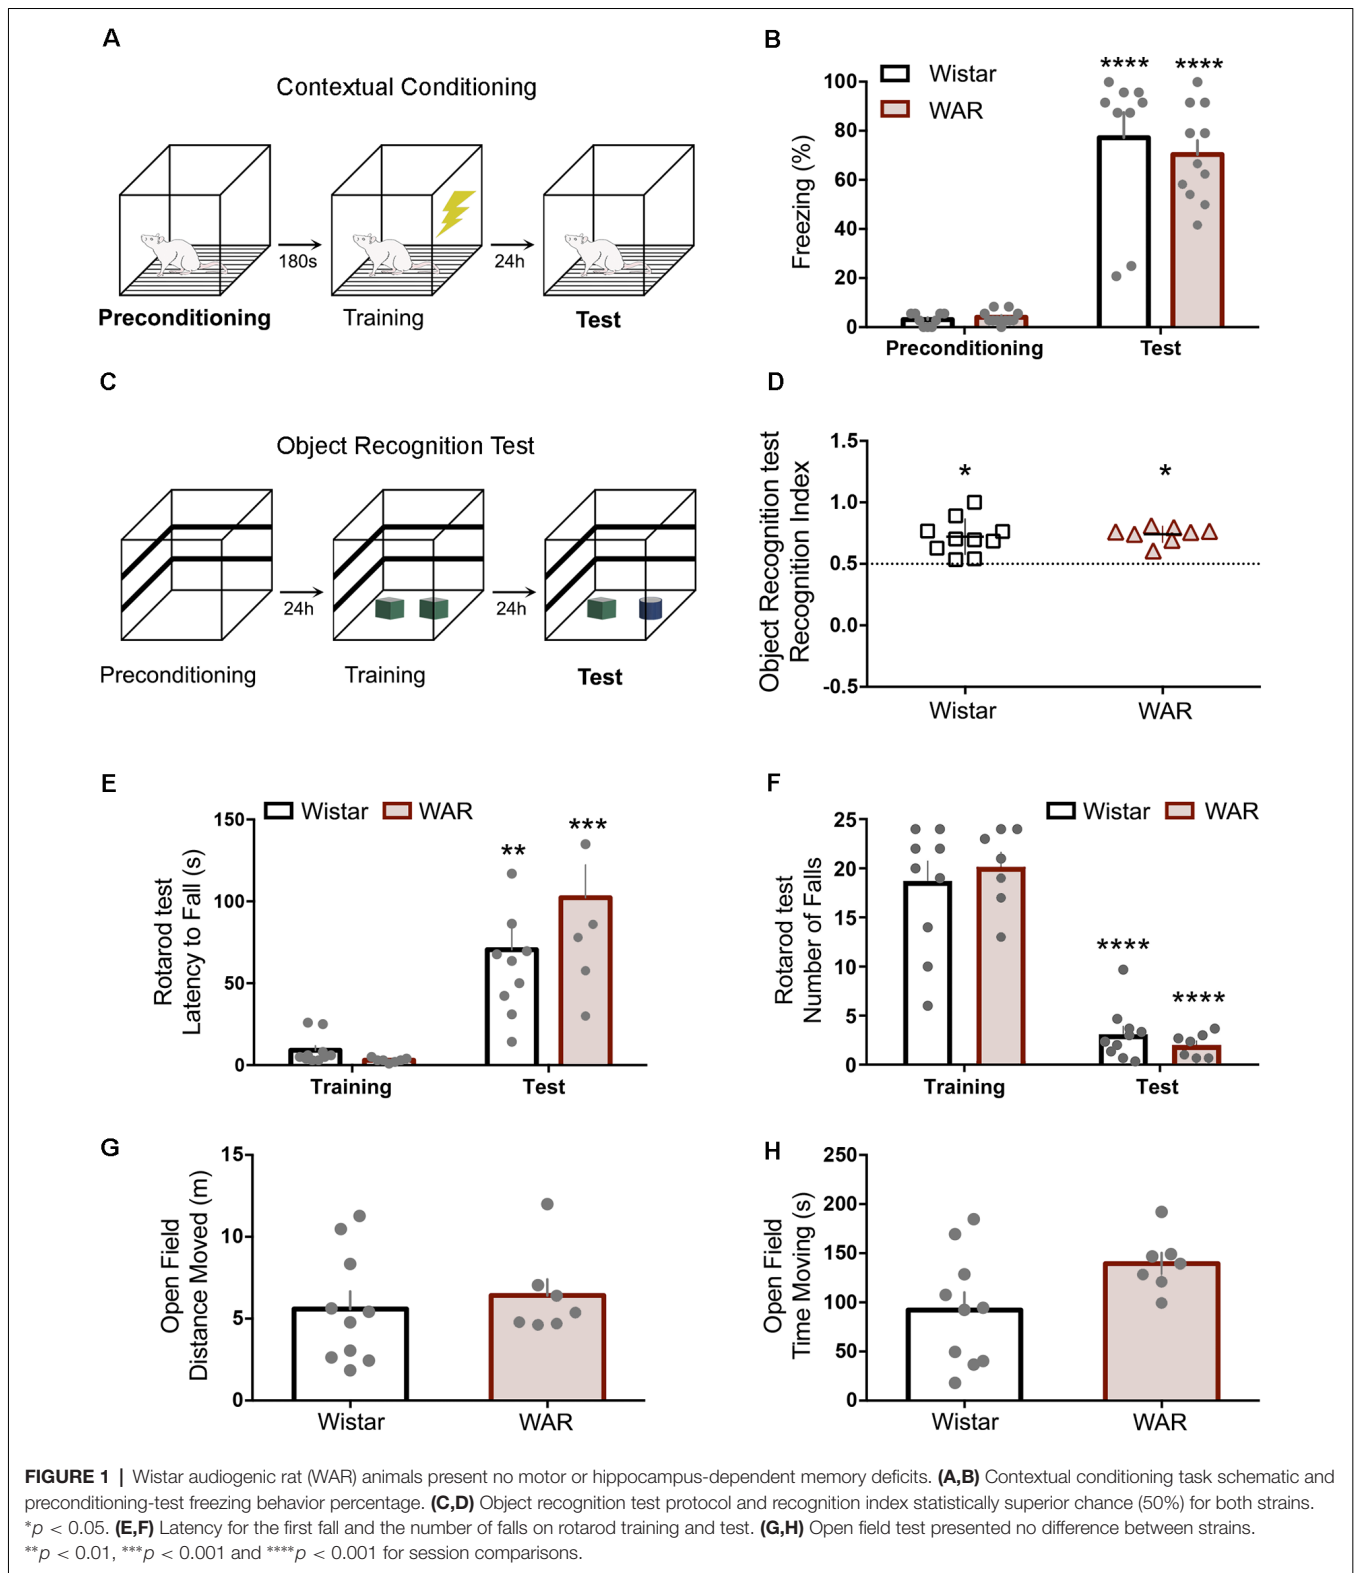 A
Contextual Conditioning
180s
24h
Preconditioning
Training
Test
B
Wistar
WAR
**** ****
Freezing (%)
100
80
60
40
20
0
Preconditioning
Test
C
Object Recognition Test
24h
24h
Preconditioning
Training
Test
D
Object Recognition test
Recognition Index
1.5
1.0
0.5
0.0
-0.5
* *
Wistar
WAR
E
Wistar
WAR
Rotarod test
Latency to Fall (s)
150
100
50
0
**
***
Training
Test
F
Wistar
WAR
Rotarod test
Number of Falls
25
20
15
10
5
0
****
****
Training
Test
G
Open Field
Distance Moved (m)
15
10
5
0
Wistar
WAR
H
Open Field
Time Moving (s)
250
200
150
100
50
0
Wistar
WAR
FIGURE 1 | Wistar audiogenic rat (WAR) animals present no motor or hippocampus-dependent memory deficits. (A,B) Contextual conditioning task schematic and
preconditioning-test freezing behavior percentage. (C,D) Object recognition test protocol and recognition index statistically superior chance (50%) for both strains.
*p < 0.05. (E,F) Latency for the first fall and the number of falls on rotarod training and test. (G,H) Open field test presented no difference between strains.
**p < 0.01, ***p < 0.001 and ****p < 0.001 for session comparisons.